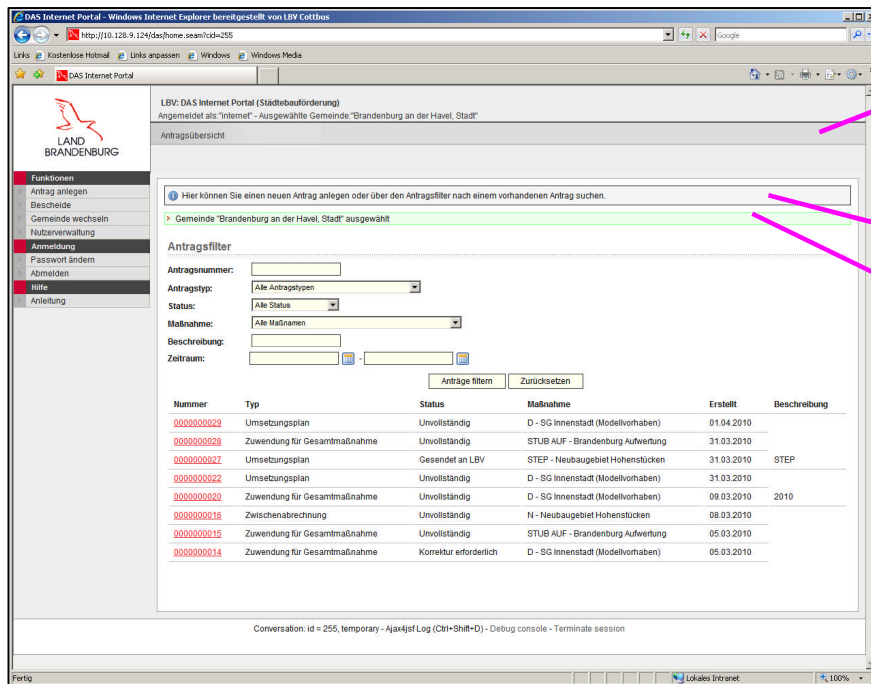 DAS Internet Portal - Windows Internet Explorer bereitgestellt von LBV Cottbus
http://10.128.9.124/das/home.seam?cid=255
Google
Links Kostenlose Hotmail Links anpassen Windows Windows Media
DAS Internet Portal
LAND
BRANDENBURG
LBV: DAS Internet Portal (Städtebauförderung)
Angemeldet als:"internet" - Ausgewählte Gemeinde:"Brandenburg an der Havel, Stadt"
Antragsübersicht
Funktionen
Antrag anlegen
Bescheide
Gemeinde wechseln
Nutzerverwaltung
Anmeldung
Passwort ändern
Abmelden
Hilfe
Anleitung
Hier können Sie einen neuen Antrag anlegen oder über den Antragsfilter nach einem vorhandenen Antrag suchen.
Gemeinde "Brandenburg an der Havel, Stadt" ausgewählt
Antragsfilter
Antragsnummer:
Antragstyp: Alle Antragstypen
Status: Alle Status
Maßnahme: Alle Maßnamen
Beschreibung:
Zeitraum: -
Anträge filtern Zurücksetzen
Nummer Typ Status Maßnahme Erstellt Beschreibung
0000000029 Umsetzungsplan Unvollständig D - SG Innenstadt (Modellvorhaben) 01.04.2010
0000000028 Zuwendung für Gesamtmaßnahme Unvollständig STUB AUF - Brandenburg Aufwertung 31.03.2010
0000000027 Umsetzungsplan Gesendet an LBV STEP - Neubaugebiet Hohenstücken 31.03.2010 STEP
0000000022 Umsetzungsplan Unvollständig D - SG Innenstadt (Modellvorhaben) 31.03.2010
0000000020 Zuwendung für Gesamtmaßnahme Unvollständig D - SG Innenstadt (Modellvorhaben) 09.03.2010 2010
0000000016 Zwischenabrechnung Unvollständig N - Neubaugebiet Hohenstücken 08.03.2010
0000000015 Zuwendung für Gesamtmaßnahme Unvollständig STUB AUF - Brandenburg Aufwertung 05.03.2010
0000000014 Zuwendung für Gesamtmaßnahme Korrektur erforderlich D - SG Innenstadt (Modellvorhaben) 05.03.2010
Conversation: id = 255, temporary - Ajax4jsf Log (Ctrl+Shift+D) - Debug console - Terminate session
Fertig Lokales Intranet 100%